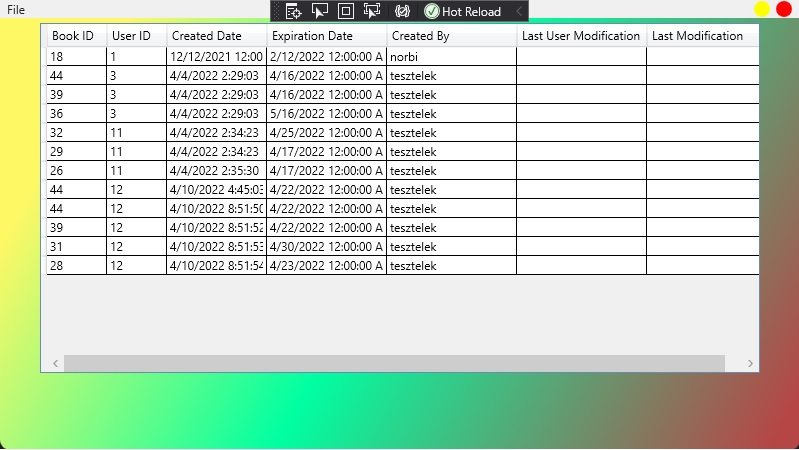 File
Hot Reload
Book ID User ID Created Date Expiration Date Created By Last User Modification Last Modification
18 1 12/12/2021 12:00 2/12/2022 12:00:00 A norbi
44 3 4/4/2022 2:29:03 4/16/2022 12:00:00 A tesztelek
39 3 4/4/2022 2:29:03 4/16/2022 12:00:00 A tesztelek
36 3 4/4/2022 2:29:03 5/16/2022 12:00:00 A tesztelek
32 11 4/4/2022 2:34:23 4/25/2022 12:00:00 A tesztelek
29 11 4/4/2022 2:34:23 4/17/2022 12:00:00 A tesztelek
26 11 4/4/2022 2:35:30 4/17/2022 12:00:00 A tesztelek
44 12 4/10/2022 4:45:03 4/22/2022 12:00:00 A tesztelek
44 12 4/10/2022 8:51:50 4/22/2022 12:00:00 A tesztelek
39 12 4/10/2022 8:51:52 4/22/2022 12:00:00 A tesztelek
31 12 4/10/2022 8:51:53 4/30/2022 12:00:00 A tesztelek
28 12 4/10/2022 8:51:54 4/23/2022 12:00:00 A tesztelek